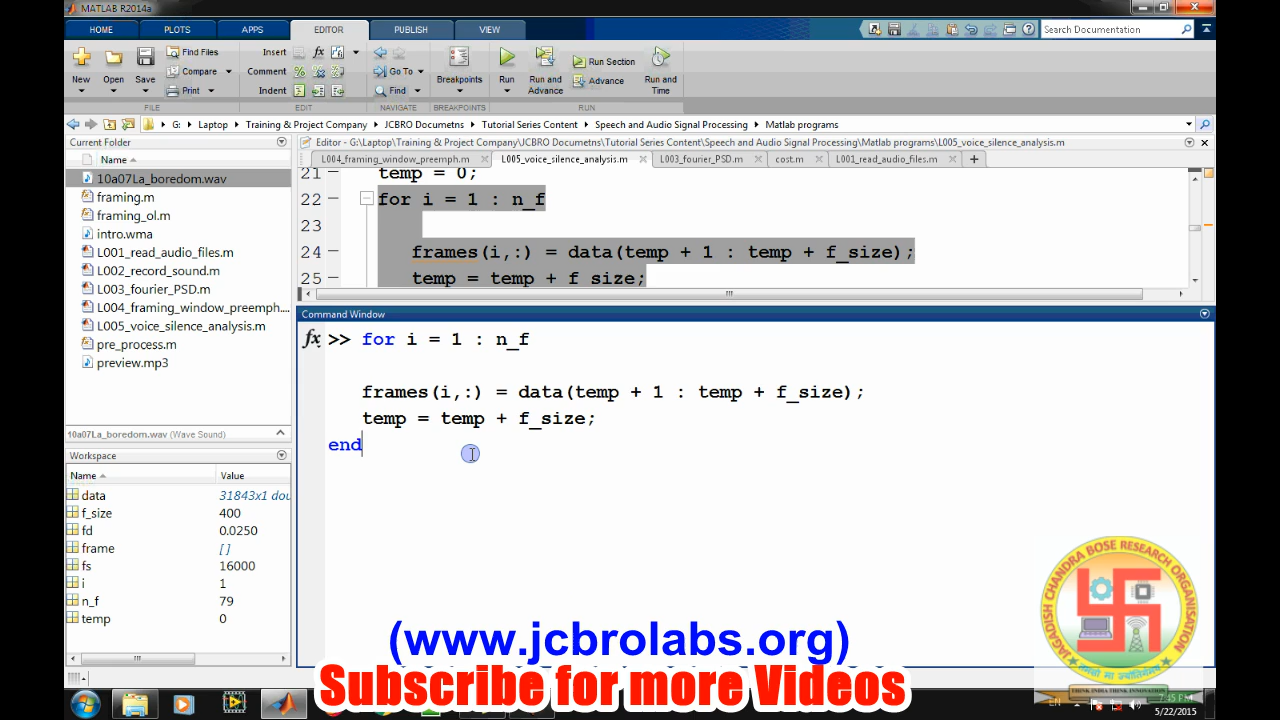 MATLAB R2014a
HOME PLOTS APPS EDITOR PUBLISH VIEW
Search Documentation
New Open Save Find Files Compare Print
Insert Comment Indent
Go To Find
Breakpoints
Run Run and Advance Run Section Advance Run and Time
FILE EDIT NAVIGATE BREAKPOINTS RUN
G: Laptop Training & Project Company JCBRO Documetns Tutorial Series Content Speech and Audio Signal Processing Matlab programs
Current Folder
Name
10a07La_boredom.wav
framing.m
framing_ol.m
intro.wma
L001_read_audio_files.m
L002_record_sound.m
L003_fourier_PSD.m
L004_framing_window_preemph....
L005_voice_silence_analysis.m
pre_process.m
preview.mp3
10a07La_boredom.wav (Wave Sound)
Workspace
Name Value
data 31843x1 dou
f_size 400
fd 0.0250
frame []
fs 16000
i 1
n_f 79
temp 0
Editor - G:\Laptop\Training & Project Company\JCBRO Documetns\Tutorial Series Content\Speech and Audio Signal Processing\Matlab programs\L005_voice_silence_analysis.m
L004_framing_window_preemph.m L005_voice_silence_analysis.m L003_fourier_PSD.m cost.m L001_read_audio_files.m
21 temp = 0;
22 for i = 1 : n_f
23
24 frames(i,:) = data(temp + 1 : temp + f_size);
25 temp = temp + f_size;
Command Window
fx >> for i = 1 : n_f
frames(i,:) = data(temp + 1 : temp + f_size);
temp = temp + f_size;
end
JAGADISH CHANDRA BOSE RESEARCH ORGANISATION
THINK INDIA THINK INNOVATION
(www.jcbrolabs.org)
Subscribe for more Videos
EN
7:45 PM
5/22/2015